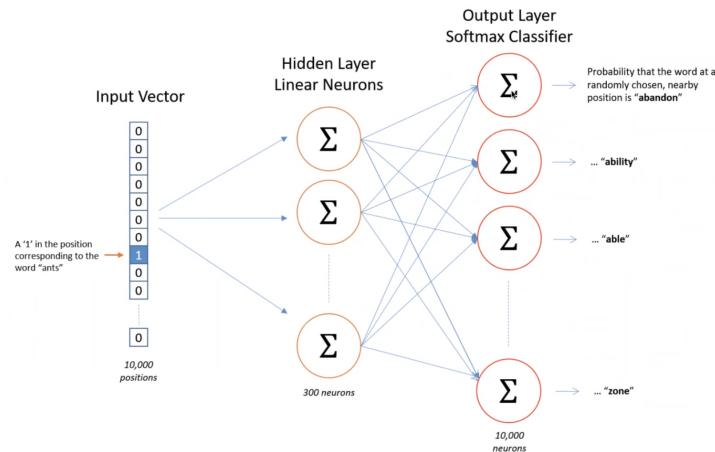 Output Layer
Softmax Classifier
Hidden Layer
Linear Neurons
Input Vector
Σ
Probability that the word at a
randomly chosen, nearby
position is “abandon”
0
0
0
0
0
0
0
1
0
0
0
A ‘1’ in the position
corresponding to the
word “ants”
Σ
Σ
Σ
Σ
... “ability”
Σ
... “able”
Σ
... “zone”
10,000
positions
300 neurons
10,000
neurons